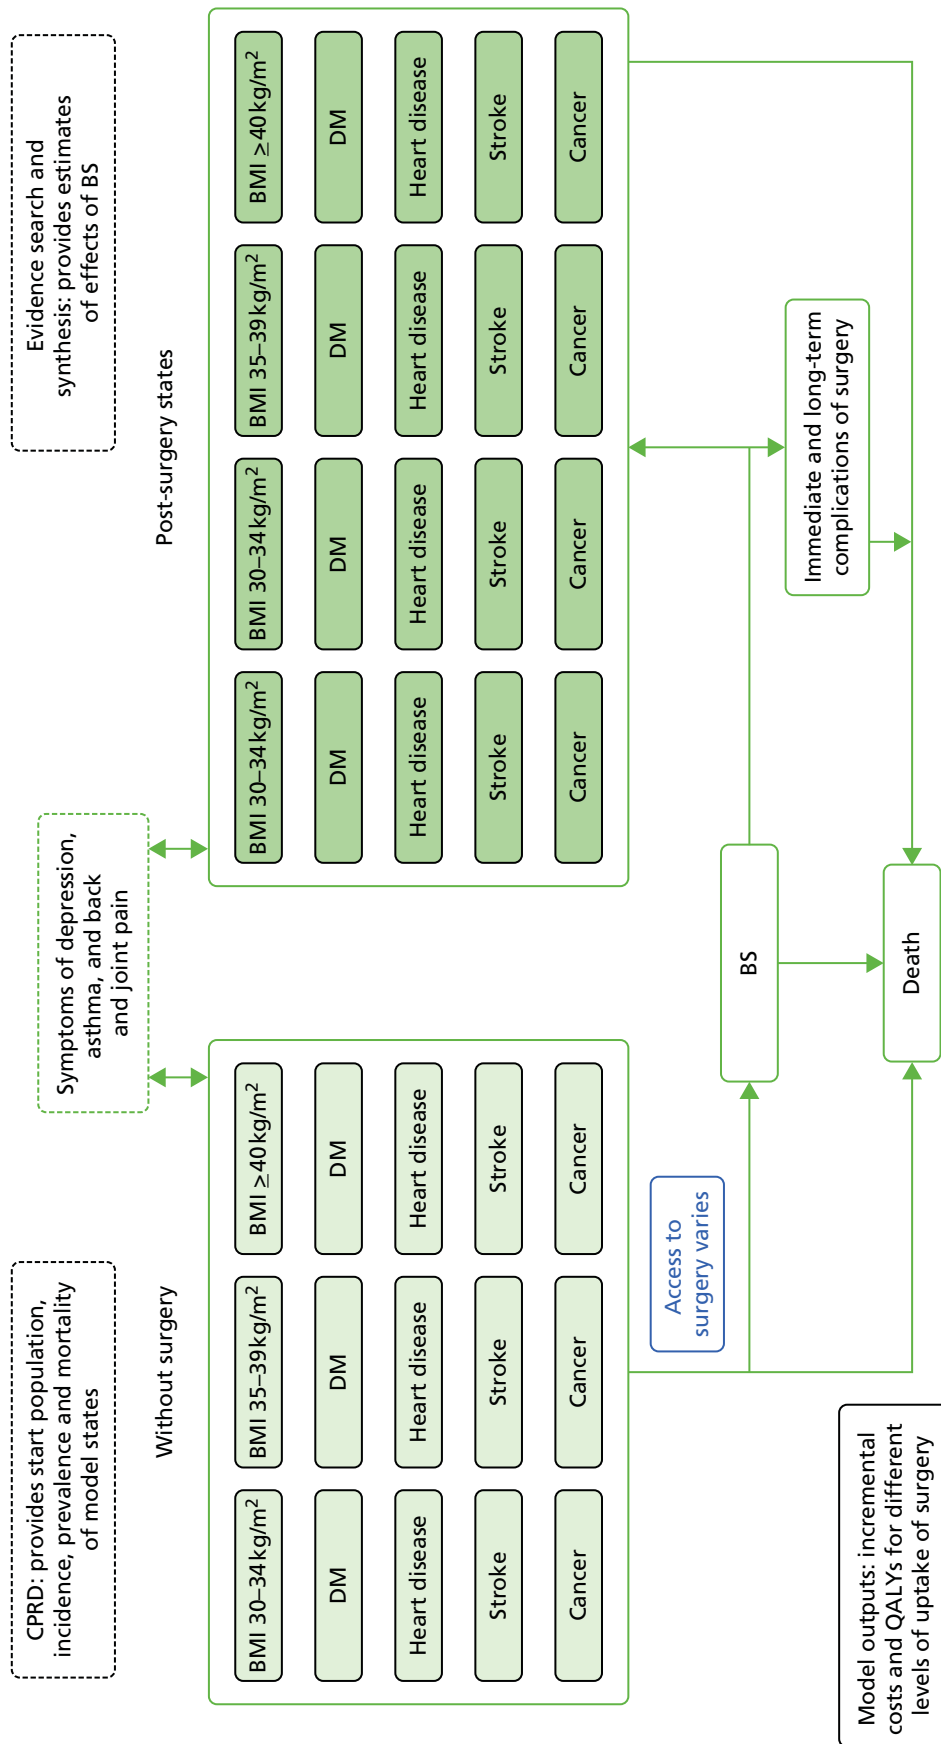 CPRD: provides start population,
incidence, prevalence and mortality
of model states
Symptoms of depression,
asthma, and back
and joint pain
Evidence search and
synthesis: provides estimates
of effects of BS
Without surgery
BMI 30–34 kg/m²
BMI 35–39 kg/m²
BMI ≥ 40 kg/m²
DM
DM
DM
Heart disease
Heart disease
Heart disease
Stroke
Stroke
Stroke
Cancer
Cancer
Cancer
Post-surgery states
BMI 30–34 kg/m²
BMI 30–34 kg/m²
BMI 35–39 kg/m²
BMI ≥ 40 kg/m²
DM
DM
DM
DM
Heart disease
Heart disease
Heart disease
Heart disease
Stroke
Stroke
Stroke
Stroke
Cancer
Cancer
Cancer
Cancer
Access to
surgery varies
BS
Immediate and long-term
complications of surgery
Death
Model outputs: incremental
costs and QALYs for different
levels of uptake of surgery